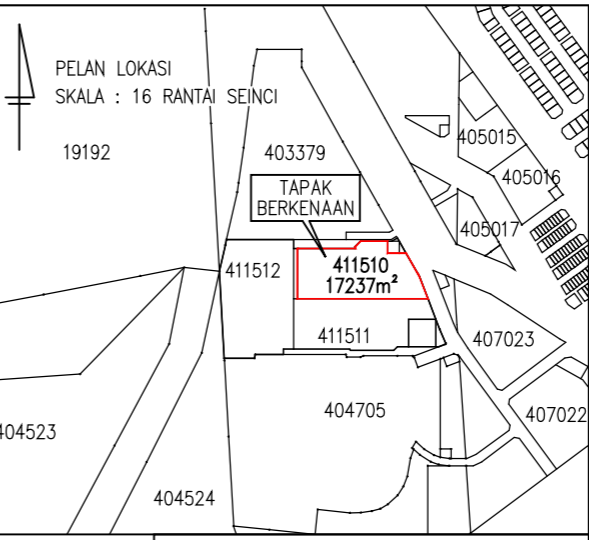 PELAN LOKASI
SKALA : 16 RANTAI SEINCI
19192
403379
405015
405016
TAPAK
BERKENAAN
405017
411512
411510
17237m²
411511
407023
404705
407022
404523
404524